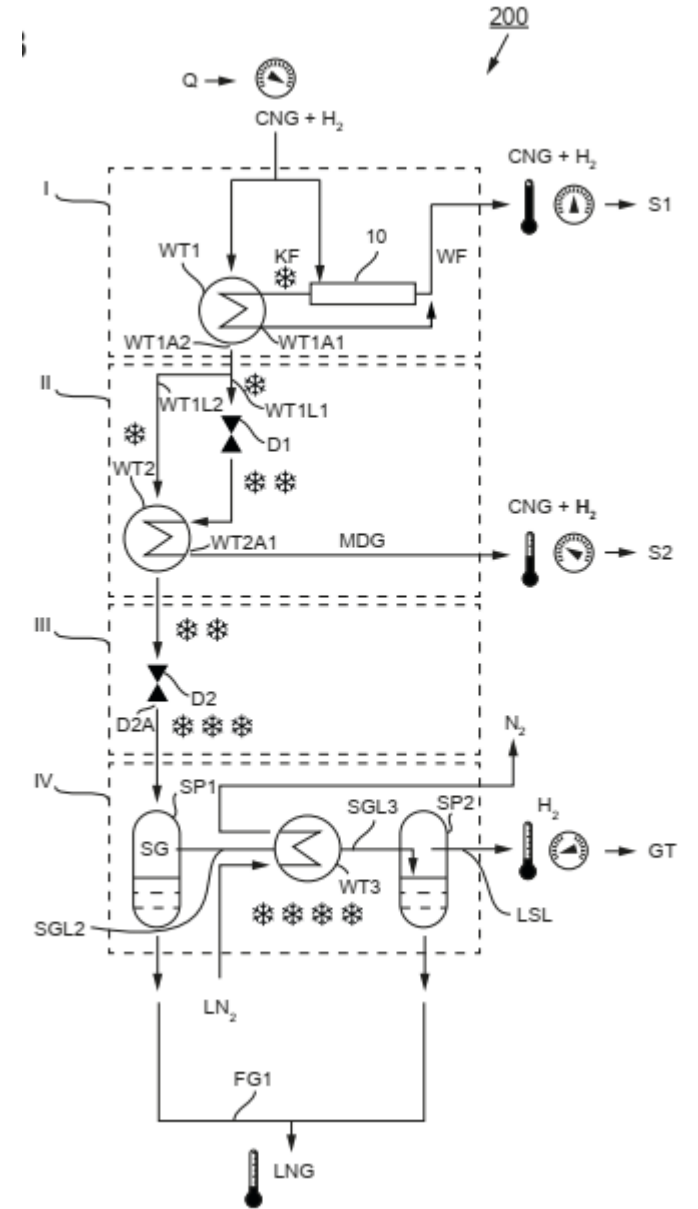 200
Q
CNG + H₂
I
CNG + H₂
S1
10
WT1
KF
WF
WT1A2
WT1A1
II
WT1L2
WT1L1
D1
WT2
CNG + H₂
WT2A1
MDG
S2
III
D2
D2A
N₂
IV
SP1
SGL3
SP2
H₂
SG
GT
WT3
SGL2
LSL
LN₂
FG1
LNG